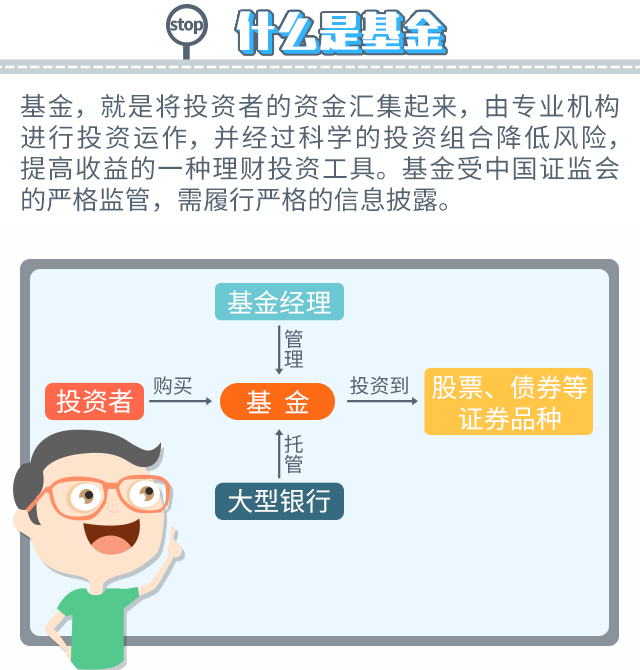 stop
什么是基金
基金，就是将投资者的资金汇集起来，由专业机构
进行投资运作，并经过科学的投资组合降低风险，
提高收益的一种理财投资工具。基金受中国证监会
的严格监管，需履行严格的信息披露。
基金经理
管理
投资者
购买
基金
投资到
股票、债券等
证券品种
托管
大型银行